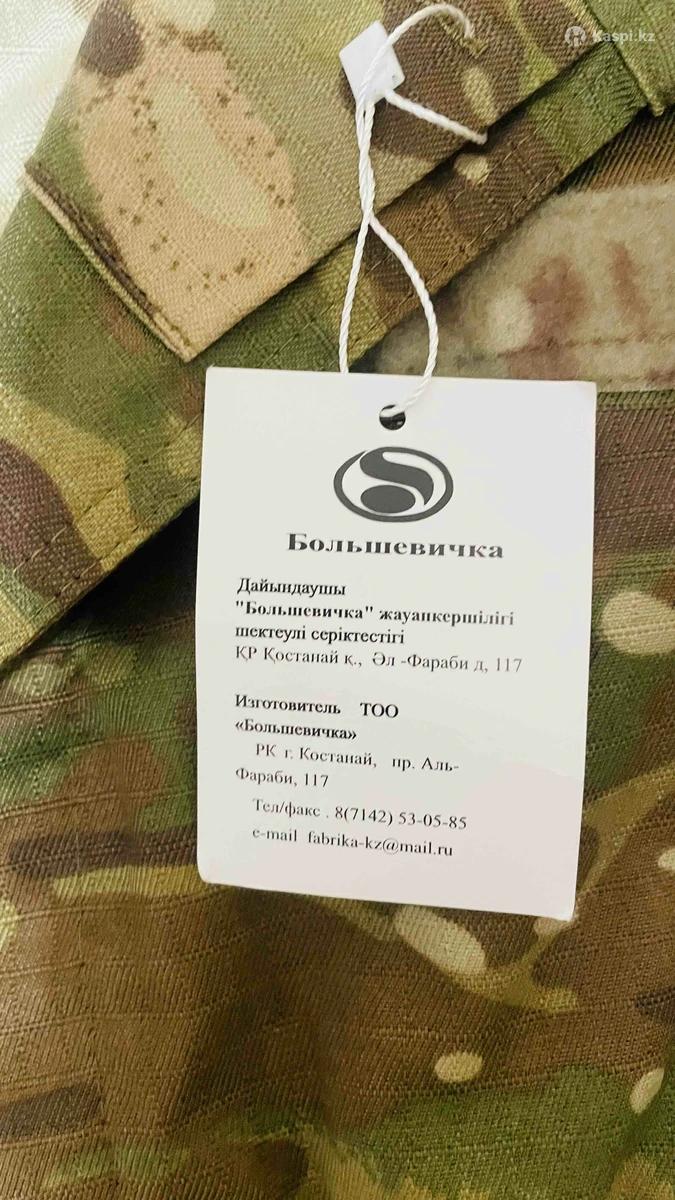 Kaspi.kz
Большевичка
Дайындаушы
"Большевичка" жауапкершілігі
шектеулі серіктестігі
ҚР Қостанай қ., Әл -Фараби д, 117
Изготовитель ТОО
«Большевичка»
РК г. Костанай, пр. Аль-
Фараби, 117
Тел/факс . 8(7142) 53-05-85
e-mail fabrika-kz@mail.ru